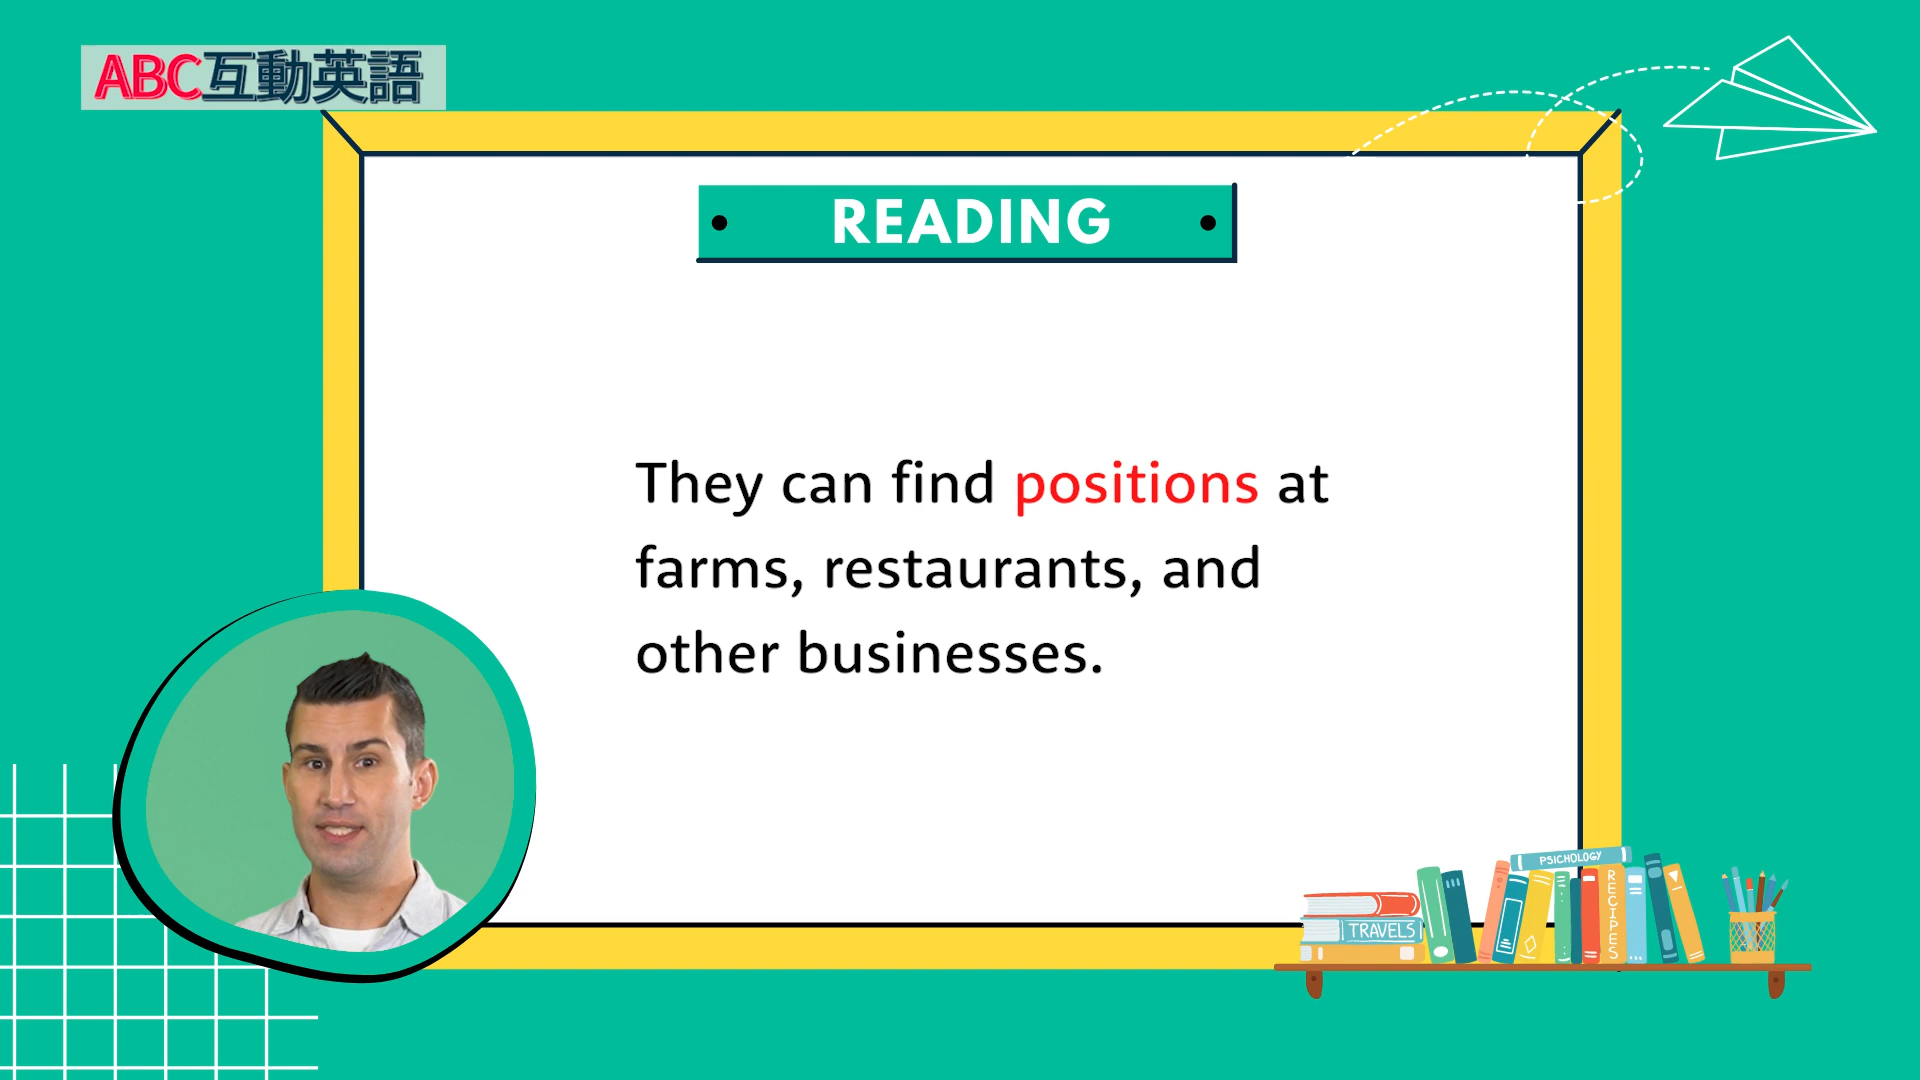 ABC互動英語
READING
They can find positions at
farms, restaurants, and
other businesses.
PSICHOLOGY
RECIPES
TRAVELS